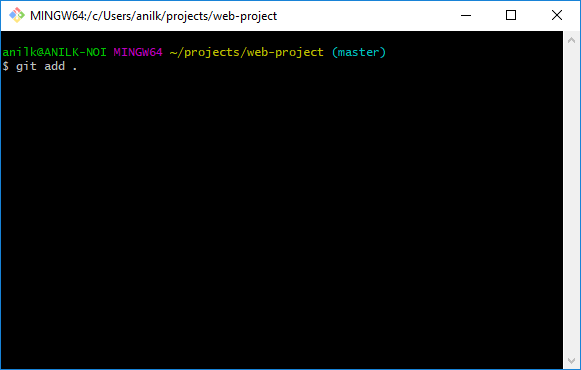 MINGW64:/c/Users/anilk/projects/web-project
anilk@ANILK-NOI MINGW64 ~/projects/web-project (master)
$ git add .